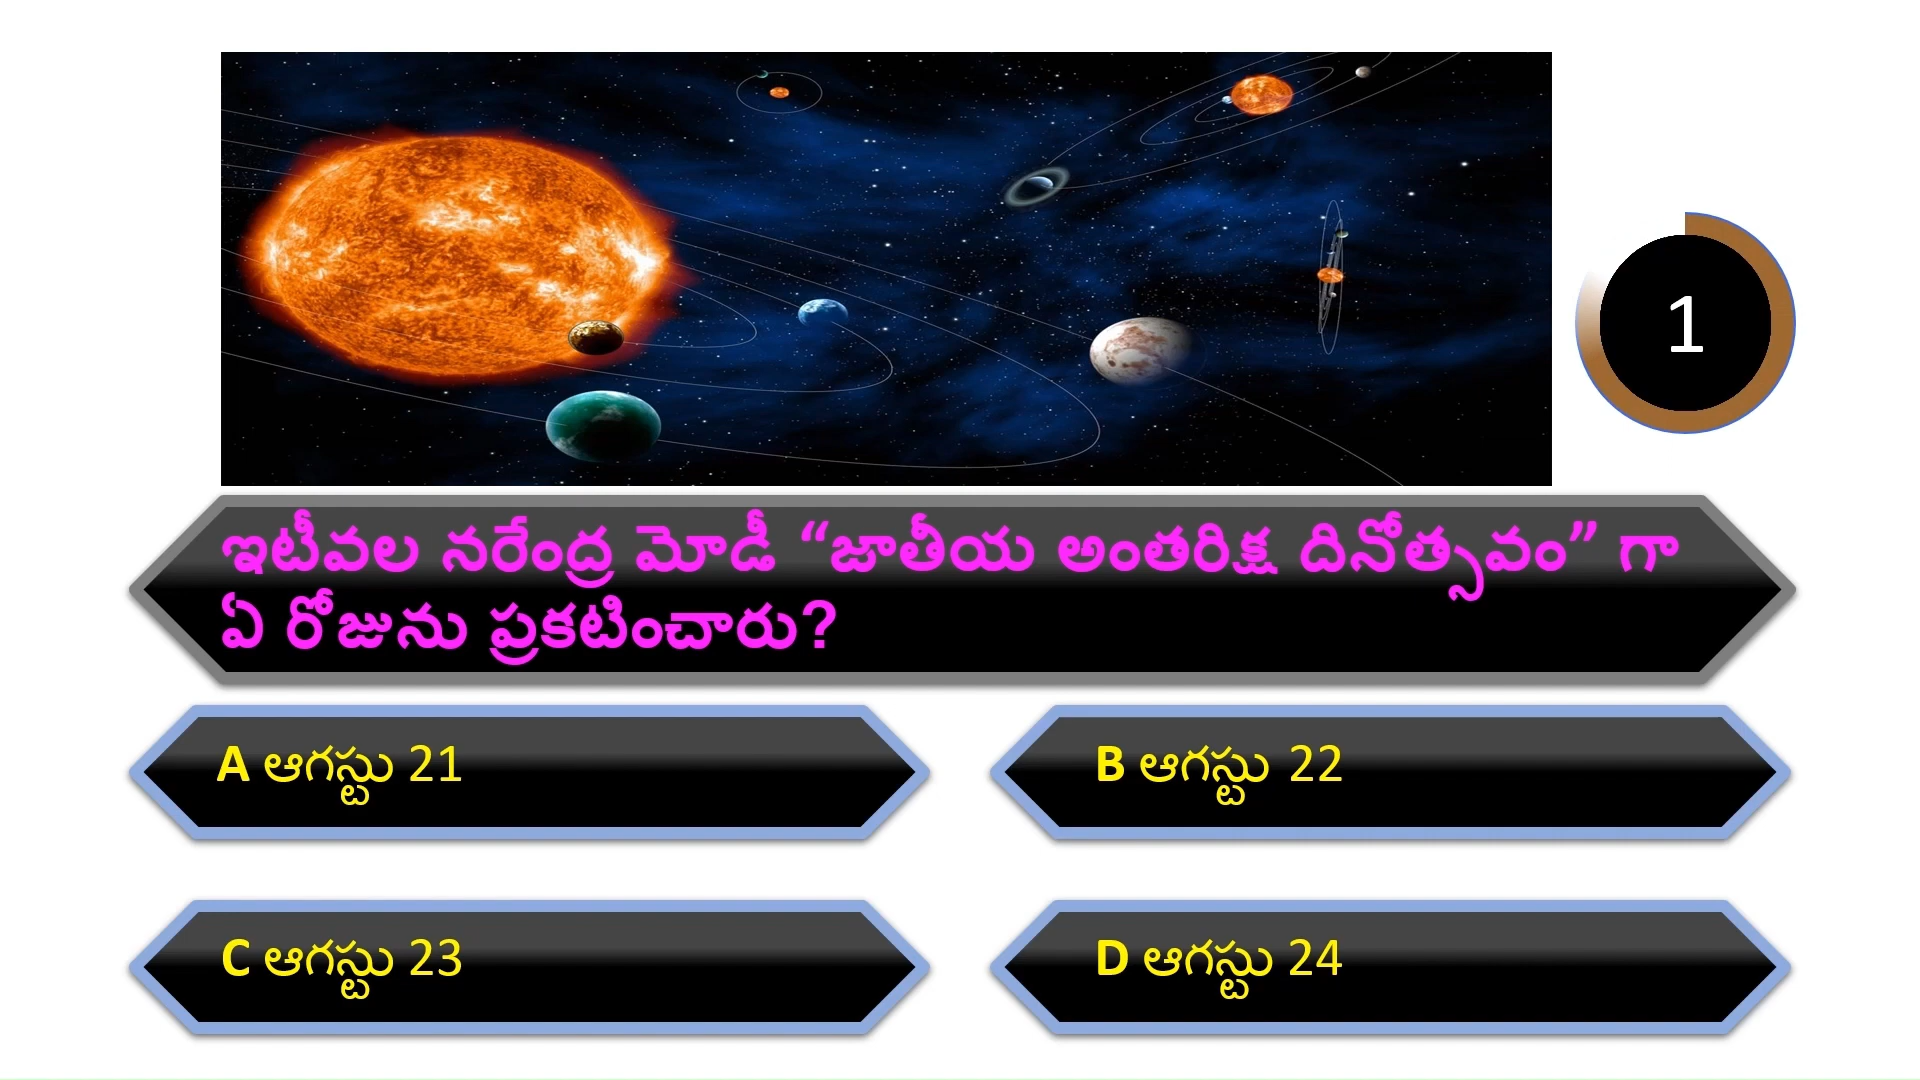 1
ఇటీవల నరేంద్ర మోడీ “జాతీయ అంతరిక్ష దినోత్సవం” గా
ఏ రోజును ప్రకటించారు?
A ఆగస్టు 21
B ఆగస్టు 22
C ఆగస్టు 23
D ఆగస్టు 24